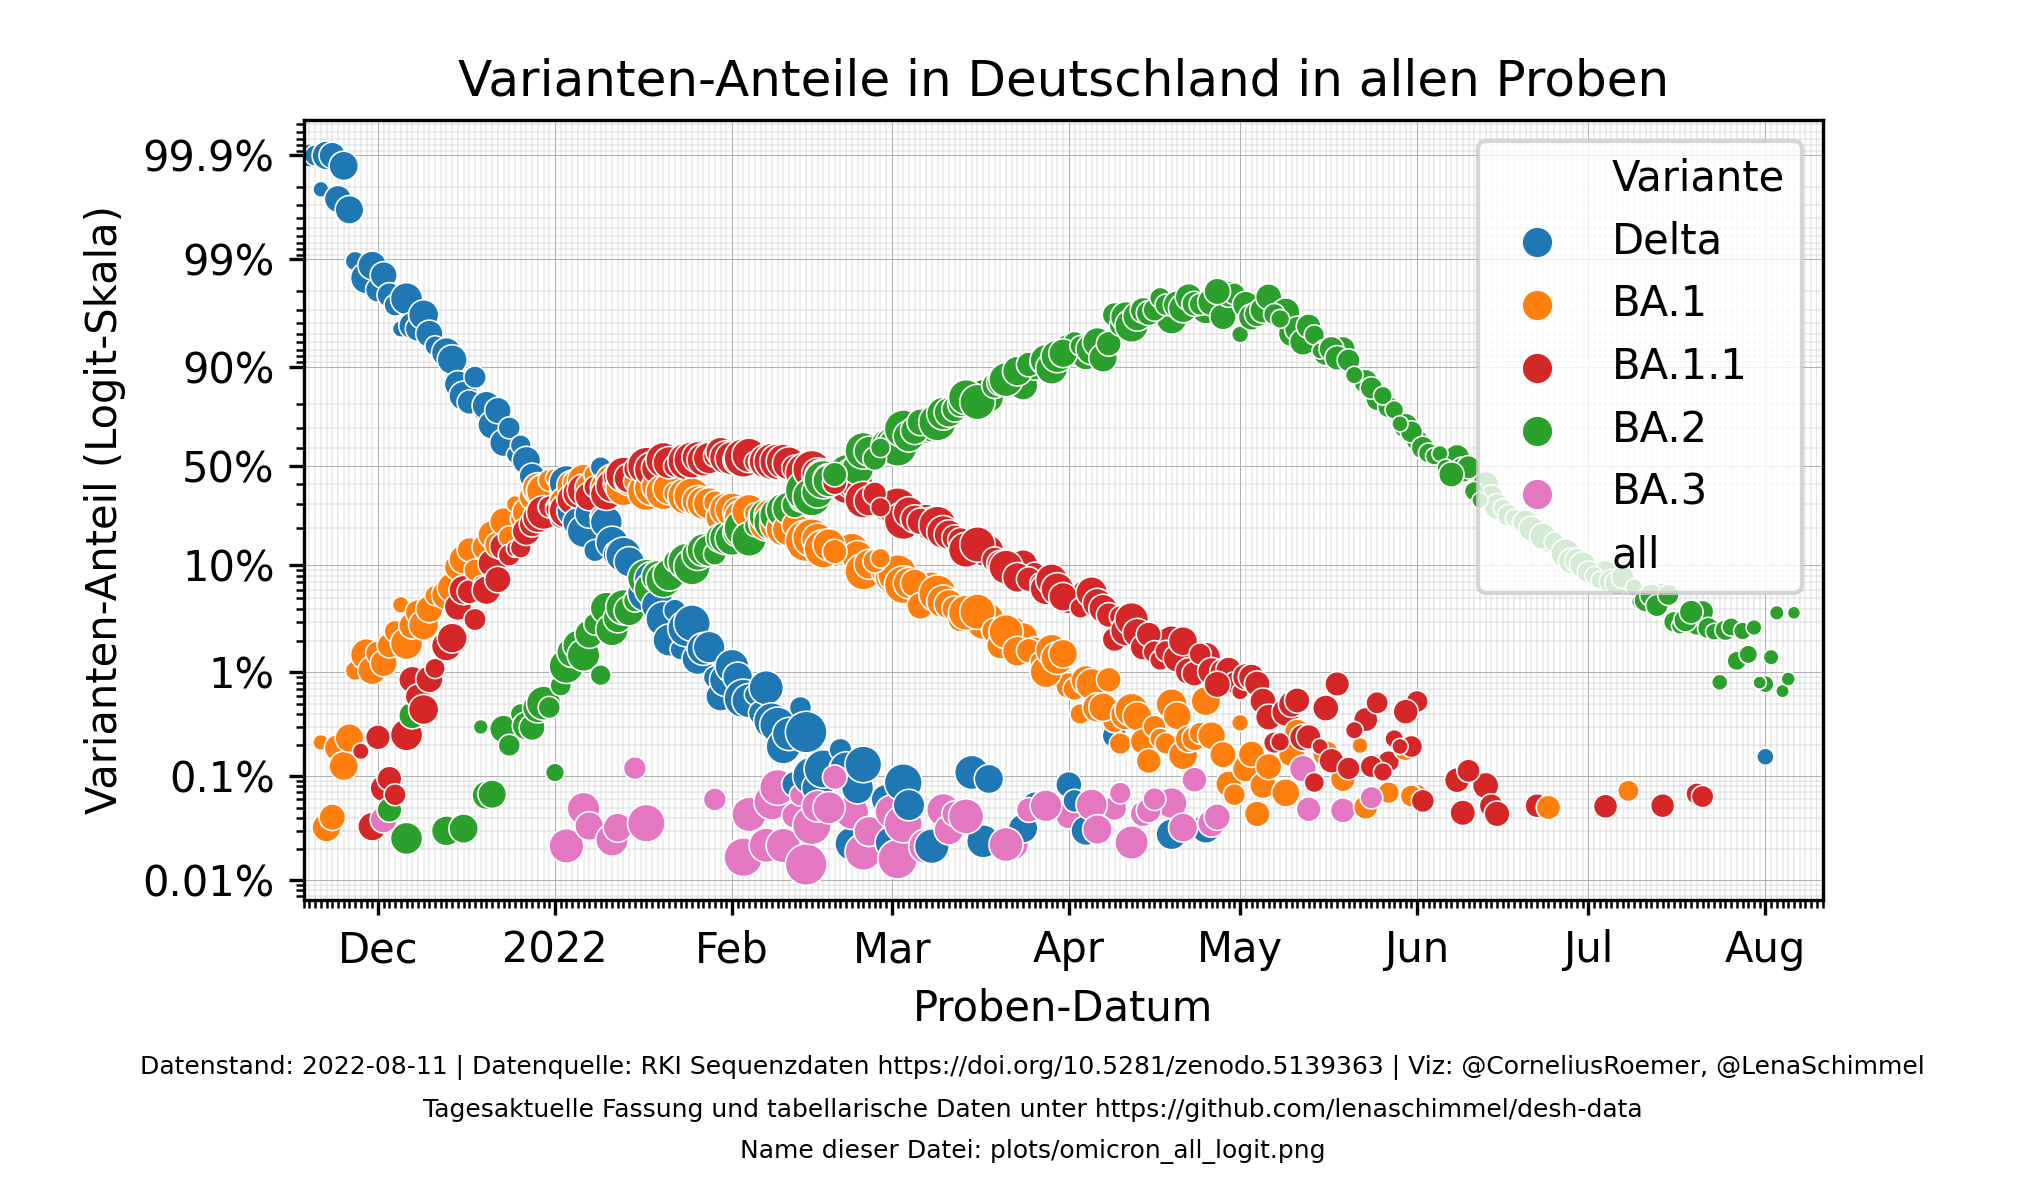 Varianten-Anteile in Deutschland in allen Proben
Varianten-Anteil (Logit-Skala)
99.9%
99%
90%
50%
10%
1%
0.1%
0.01%
Variante
Delta
BA.1
BA.1.1
BA.2
BA.3
all
Dec 2022 Feb Mar Apr May Jun Jul Aug
Proben-Datum
Datenstand: 2022-08-11 | Datenquelle: RKI Sequenzdaten https://doi.org/10.5281/zenodo.5139363 | Viz: @CorneliusRoemer, @LenaSchimmel
Tagesaktuelle Fassung und tabellarische Daten unter https://github.com/lenaschimmel/desh-data
Name dieser Datei: plots/omicron_all_logit.png